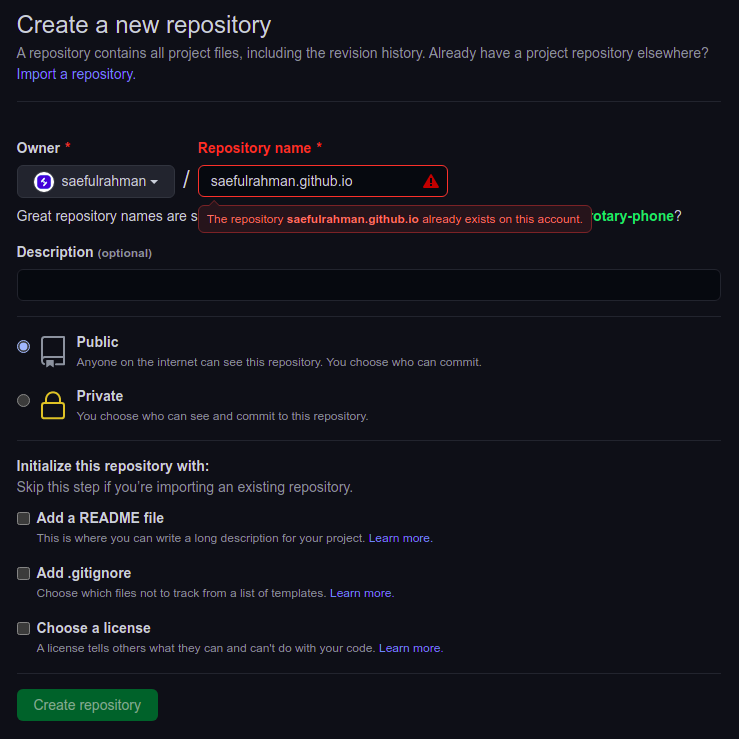 Create a new repository
A repository contains all project files, including the revision history. Already have a project repository elsewhere?
Import a repository.
Owner * Repository name *
saefulrahman / saefulrahman.github.io
Great repository names are s otary-phone?
The repository saefulrahman.github.io already exists on this account.
Description (optional)
Public
Anyone on the internet can see this repository. You choose who can commit.
Private
You choose who can see and commit to this repository.
Initialize this repository with:
Skip this step if you’re importing an existing repository.
Add a README file
This is where you can write a long description for your project. Learn more.
Add .gitignore
Choose which files not to track from a list of templates. Learn more.
Choose a license
A license tells others what they can and can't do with your code. Learn more.
Create repository